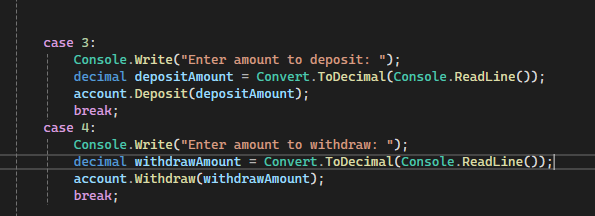 case 3:
    Console.Write("Enter amount to deposit: ");
    decimal depositAmount = Convert.ToDecimal(Console.ReadLine());
    account.Deposit(depositAmount);
    break;
case 4:
    Console.Write("Enter amount to withdraw: ");
    decimal withdrawAmount = Convert.ToDecimal(Console.ReadLine());
    account.Withdraw(withdrawAmount);
    break;